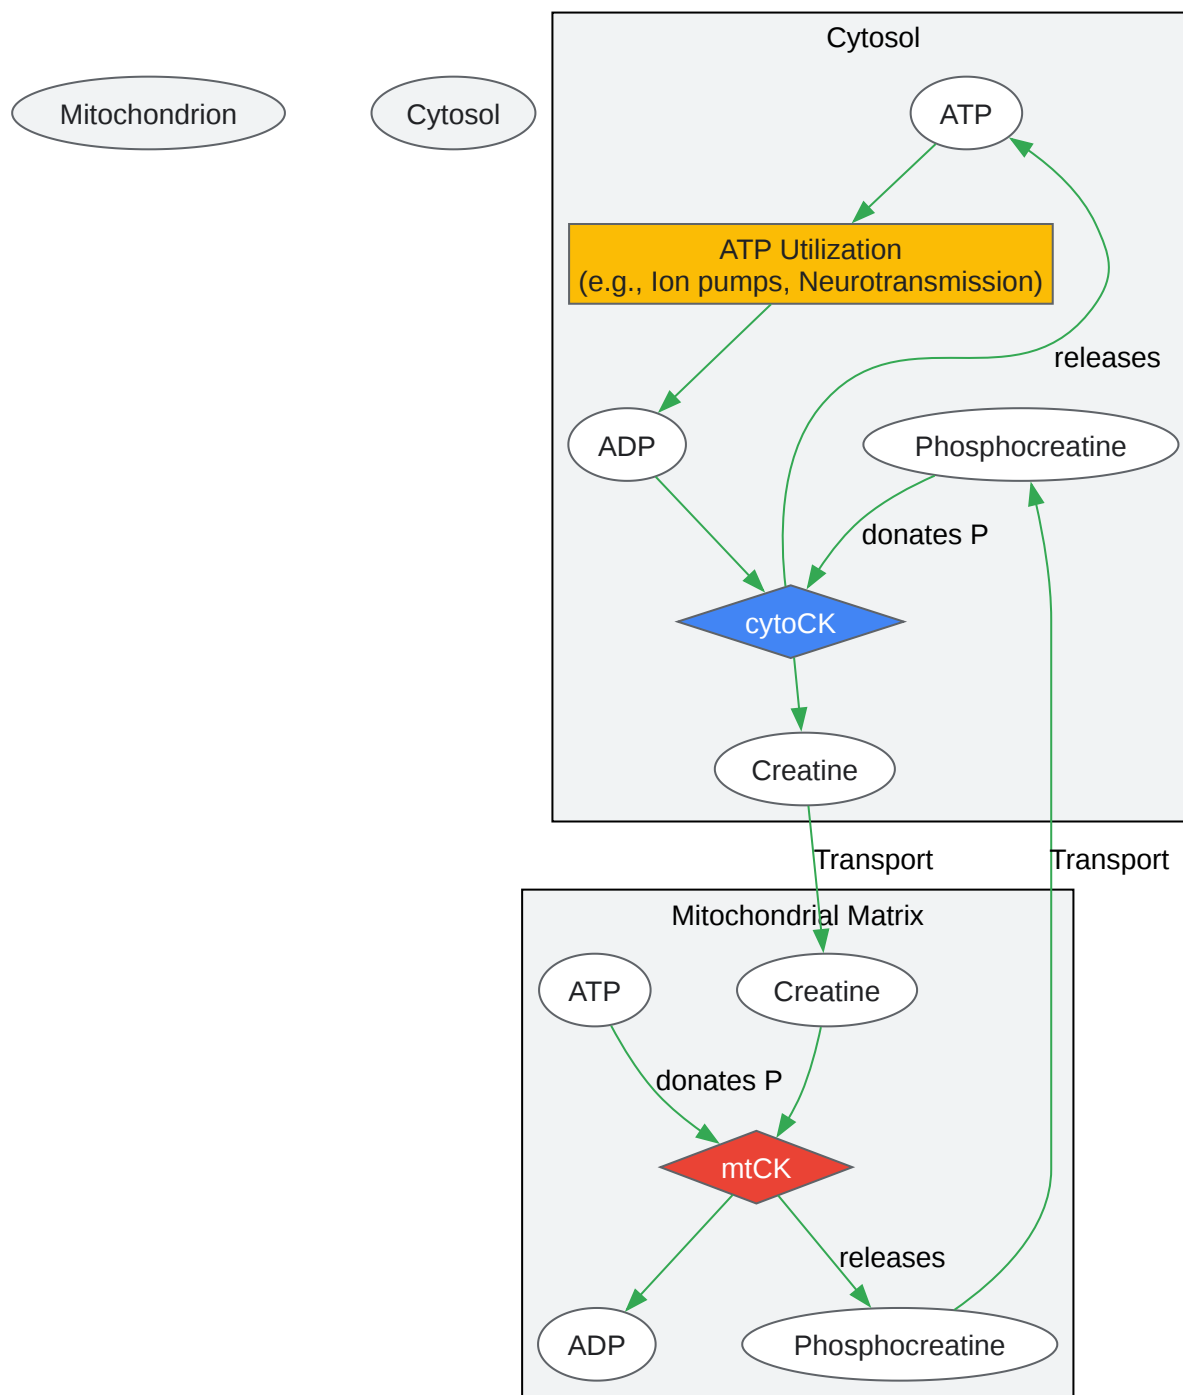 Cytosol
Mitochondrion
Cytosol
ATP
ATP Utilization
(e.g., Ion pumps, Neurotransmission)
releases
ADP
Phosphocreatine
donates P
cytoCK
Creatine
Transport
Transport
Mitochondrial Matrix
ATP
Creatine
donates P
mtCK
releases
ADP
Phosphocreatine